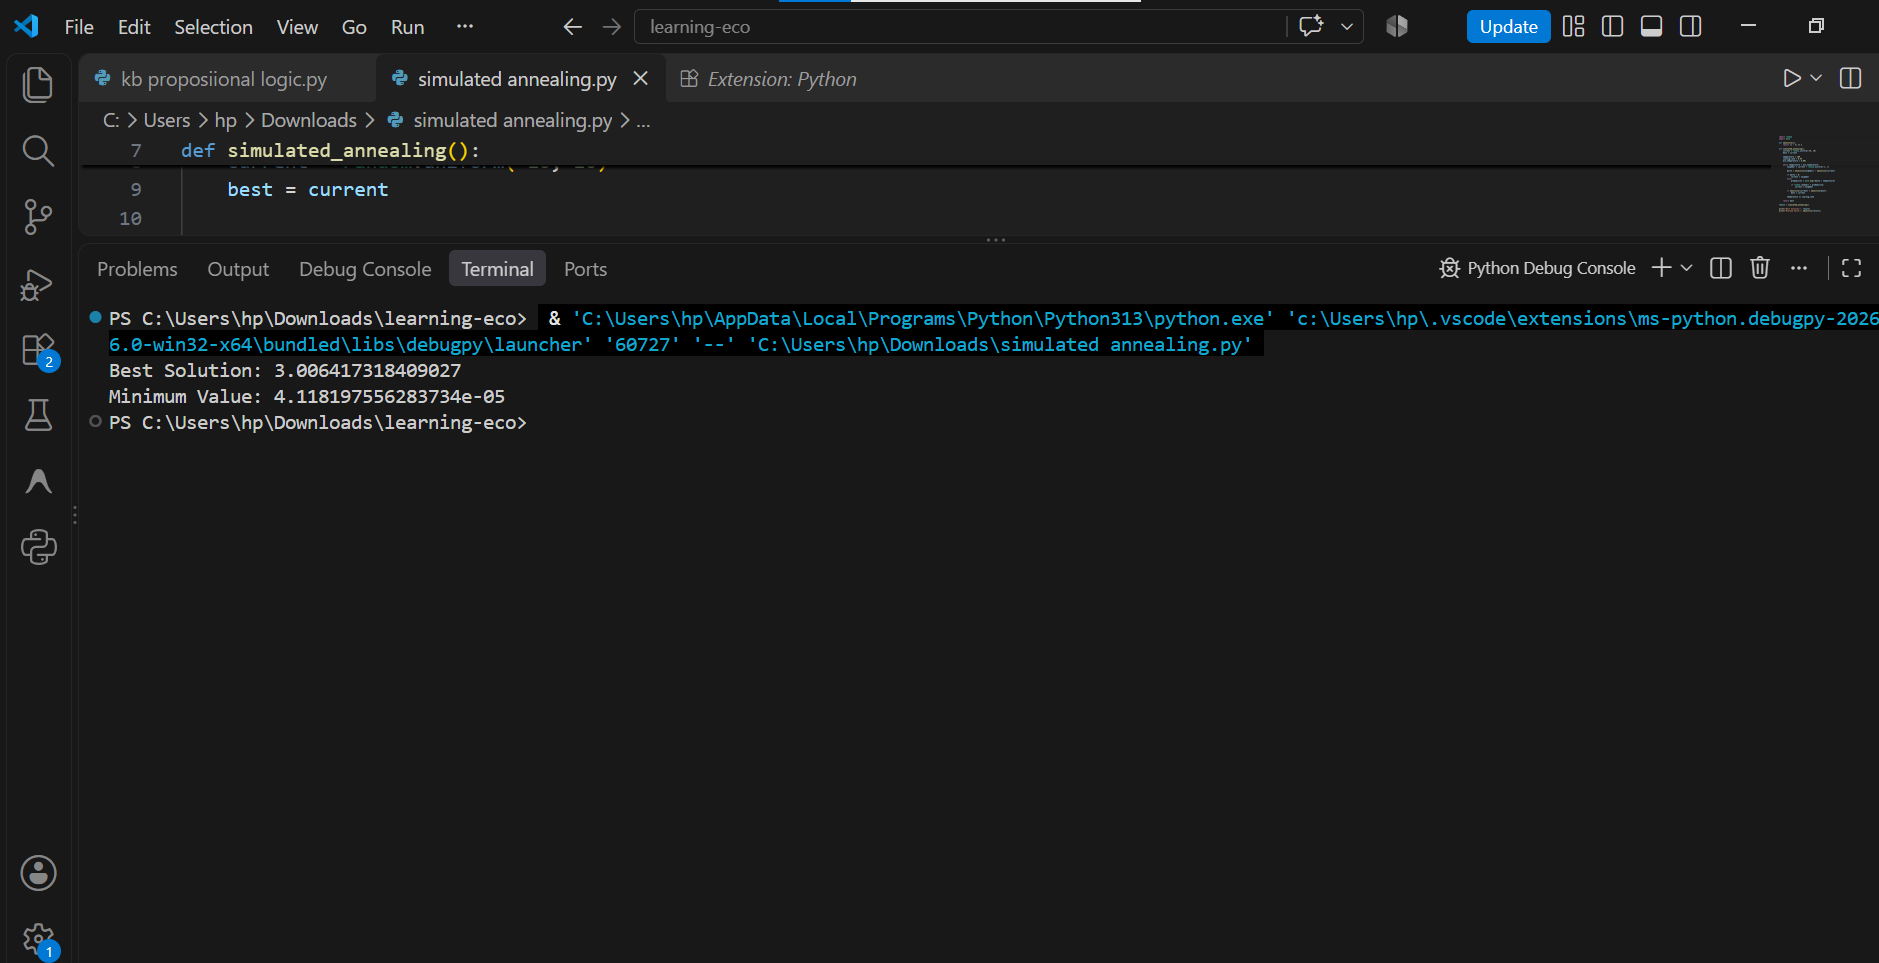 File Edit Selection View Go Run ··· learning-eco Update
kb proposiional logic.py simulated annealing.py Extension: Python
C: > Users > hp > Downloads > simulated annealing.py > ...
7 def simulated_annealing():
9 best = current
10
Problems Output Debug Console Terminal Ports Python Debug Console
PS C:\Users\hp\Downloads\learning-eco> & 'C:\Users\hp\AppData\Local\Programs\Python\Python313\python.exe' 'c:\Users\hp\.vscode\extensions\ms-python.debugpy-2026
6.0-win32-x64\bundled\libs\debugpy\launcher' '60727' '--' 'C:\Users\hp\Downloads\simulated annealing.py'
Best Solution: 3.006417318409027
Minimum Value: 4.118197556283734e-05
PS C:\Users\hp\Downloads\learning-eco>
2
1